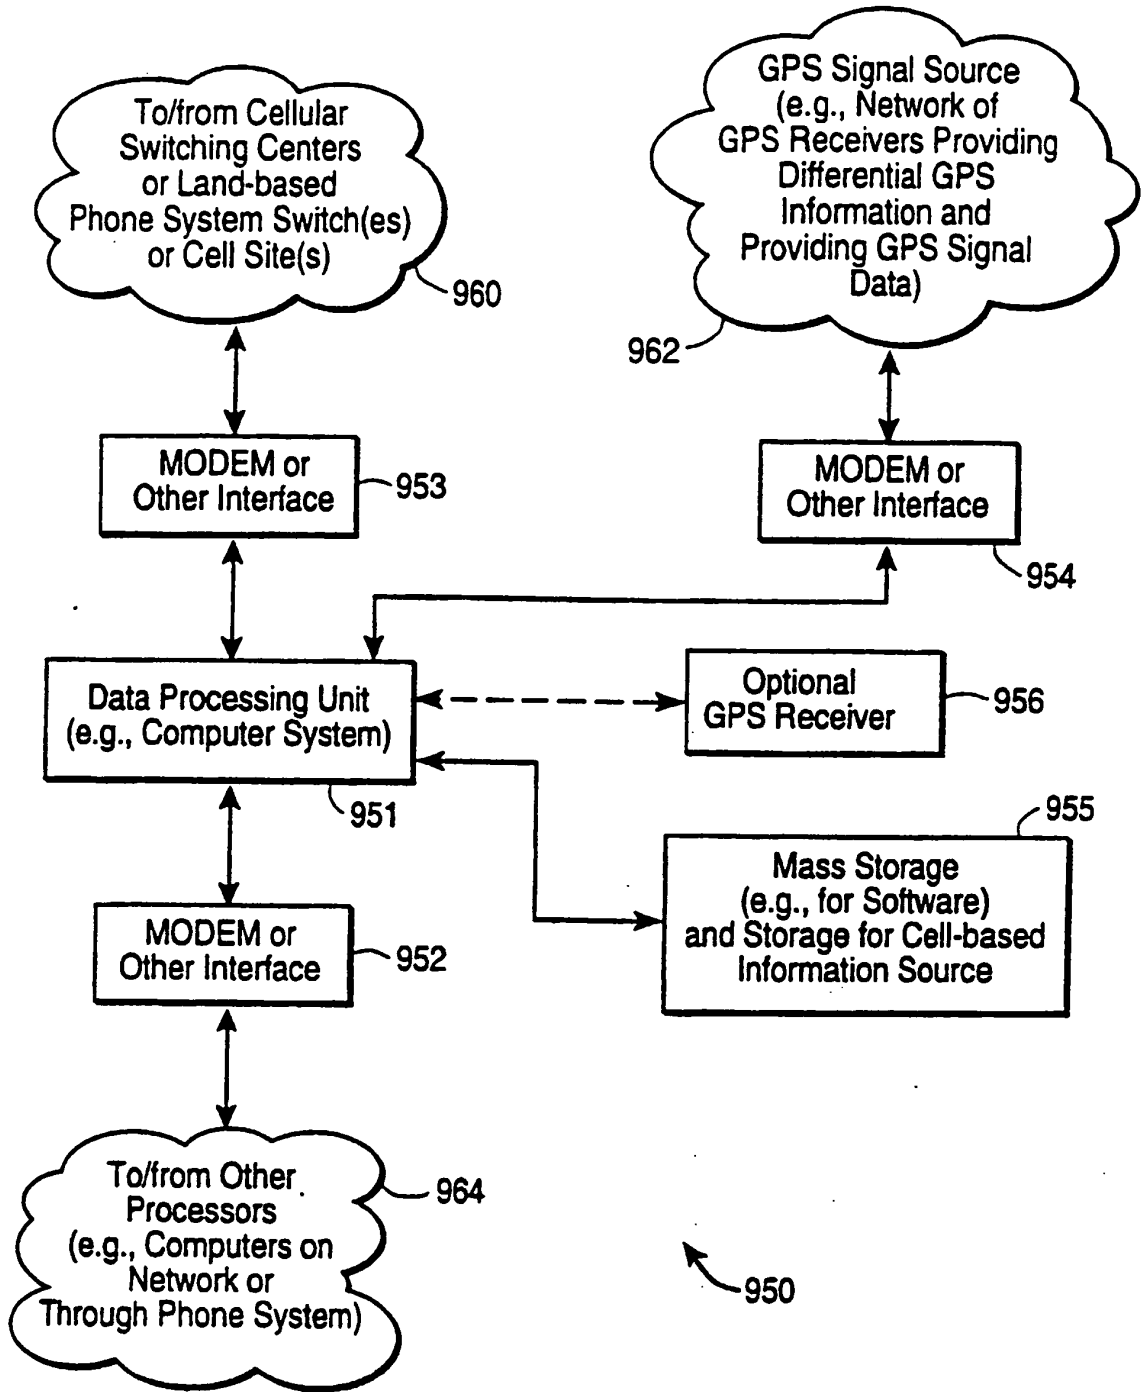 To/from Cellular
Switching Centers
or Land-based
Phone System Switch(es)
or Cell Site(s)
960
GPS Signal Source
(e.g., Network of
GPS Receivers Providing
Differential GPS
Information and
Providing GPS Signal
Data)
962
MODEM or
Other Interface
953
MODEM or
Other Interface
954
Data Processing Unit
(e.g., Computer System)
951
Optional
GPS Receiver
956
955
Mass Storage
(e.g., for Software)
and Storage for Cell-based
Information Source
MODEM or
Other Interface
952
To/from Other
Processors
(e.g., Computers on
Network or
Through Phone System)
964
950